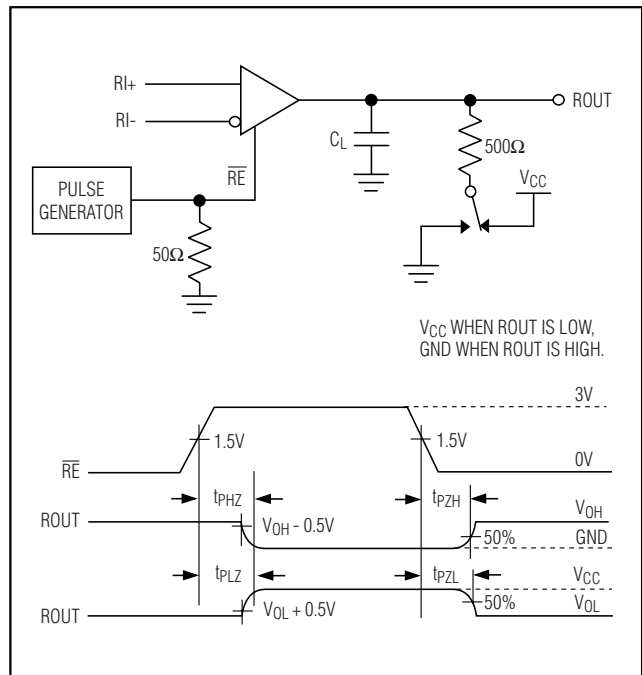 RI+
RI-
ROUT
CL
500Ω
RE
VCC
PULSE
GENERATOR
50Ω
VCC WHEN ROUT IS LOW,
GND WHEN ROUT IS HIGH.
3V
1.5V
1.5V
RE
0V
tPHZ
tPZH
ROUT
VOH
VOH - 0.5V
50%
GND
tPLZ
tPZL
VCC
50%
ROUT
VOL + 0.5V
VOL